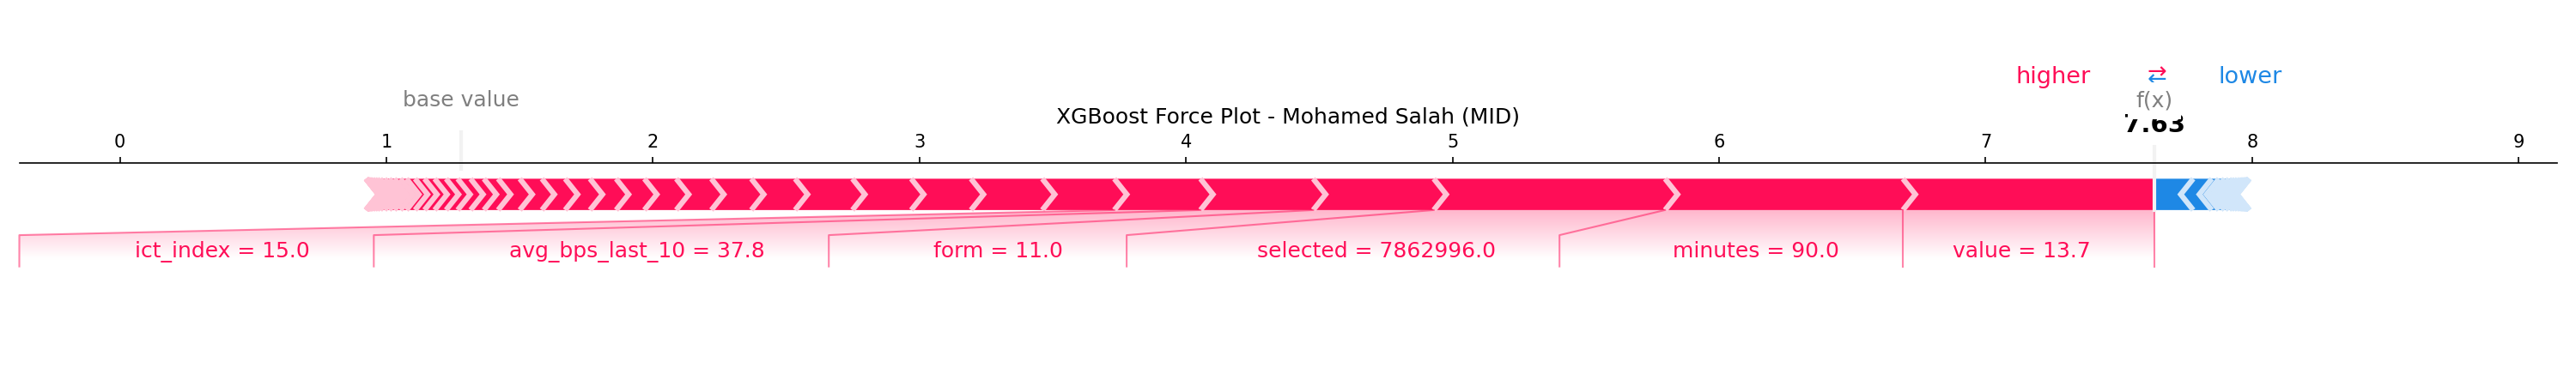 higher ⇄ lower
base value
f(x)
XGBoost Force Plot - Mohamed Salah (MID)
7.63
0 1 2 3 4 5 6 7 8 9
ict_index = 15.0 avg_bps_last_10 = 37.8 form = 11.0 selected = 7862996.0 minutes = 90.0 value = 13.7